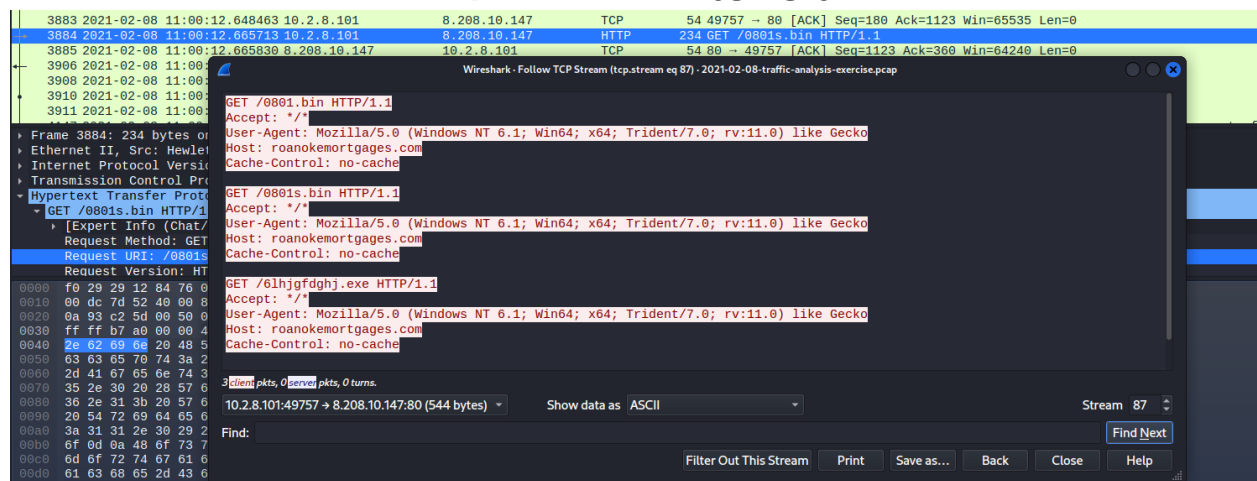 3883 2021-02-08 11:00:12.648463 10.2.8.101 8.208.10.147 TCP 54 49757 → 80 [ACK] Seq=180 Ack=1123 Win=65535 Len=0
3884 2021-02-08 11:00:12.665713 10.2.8.101 8.208.10.147 HTTP 234 GET /0801s.bin HTTP/1.1
3885 2021-02-08 11:00:12.665830 8.208.10.147 10.2.8.101 TCP 54 80 → 49757 [ACK] Seq=1123 Ack=360 Win=64240 Len=0
3906 2021-02-08 11:00:
3908 2021-02-08 11:00:
3910 2021-02-08 11:00:
3911 2021-02-08 11:00:
Frame 3884: 234 bytes on
Ethernet II, Src: Hewlet
Internet Protocol Versio
Transmission Control Pro
Hypertext Transfer Proto
GET /0801s.bin HTTP/1
[Expert Info (Chat/
Request Method: GET
Request URI: /0801s
Request Version: HT
0000 f0 29 29 12 84 76 0
0010 00 dc 7d 52 40 00 8
0020 0a 93 c2 5d 00 50 0
0030 ff ff b7 a0 00 00 4
0040 2e 62 69 6e 20 48 5
0050 63 63 65 70 74 3a 2
0060 2d 41 67 65 6e 74 3
0070 35 2e 30 20 28 57 6
0080 36 2e 31 3b 20 57 6
0090 20 54 72 69 64 65 6
00a0 3a 31 31 2e 30 29 2
00b0 6f 0d 0a 48 6f 73 7
00c0 6d 6f 72 74 67 61 6
00d0 61 63 68 65 2d 43 6
Wireshark · Follow TCP Stream (tcp.stream eq 87) · 2021-02-08-traffic-analysis-exercise.pcap
GET /0801.bin HTTP/1.1
Accept: */*
User-Agent: Mozilla/5.0 (Windows NT 6.1; Win64; x64; Trident/7.0; rv:11.0) like Gecko
Host: roanokemortgages.com
Cache-Control: no-cache
GET /0801s.bin HTTP/1.1
Accept: */*
User-Agent: Mozilla/5.0 (Windows NT 6.1; Win64; x64; Trident/7.0; rv:11.0) like Gecko
Host: roanokemortgages.com
Cache-Control: no-cache
GET /6lhjgfdghj.exe HTTP/1.1
Accept: */*
User-Agent: Mozilla/5.0 (Windows NT 6.1; Win64; x64; Trident/7.0; rv:11.0) like Gecko
Host: roanokemortgages.com
Cache-Control: no-cache
3 client pkts, 0 server pkts, 0 turns.
10.2.8.101:49757 → 8.208.10.147:80 (544 bytes) Show data as ASCII Stream 87
Find: Find Next
Filter Out This Stream Print Save as... Back Close Help